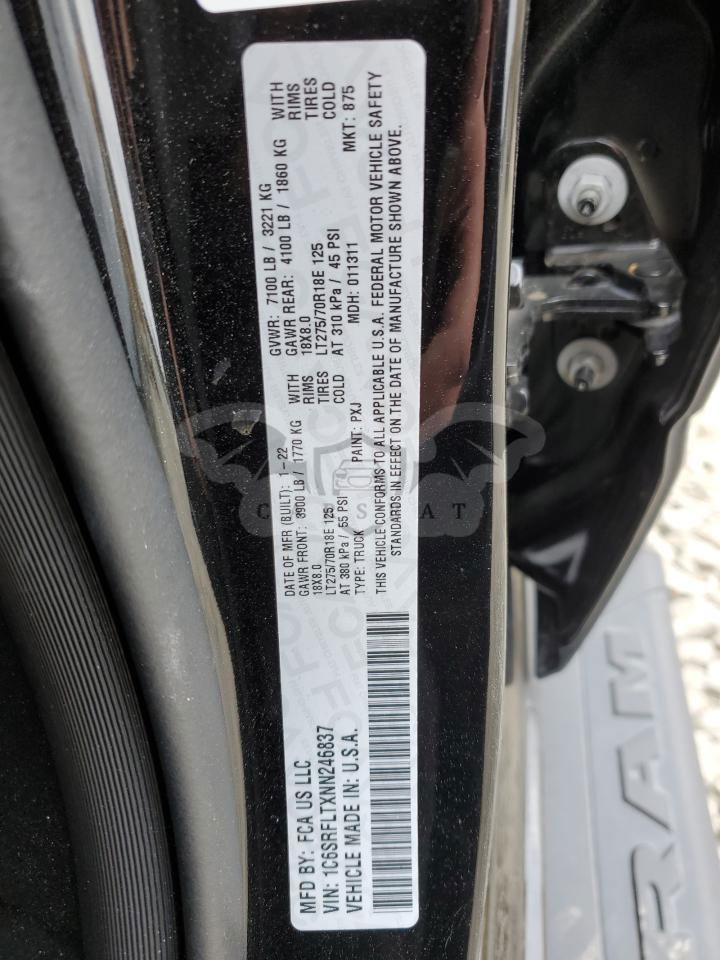 MFD BY: FCA US LLC
VIN: 1C6SRFLTXNN246837
VEHICLE MADE IN: U.S.A.
DATE OF MFR (BUILT): 1-22
GAWR FRONT: 3900 LB / 1770 KG WITH
18X8.0 RIMS
LT275/70R18E 125 TIRES
AT 380 kPa / 55 PSI COLD
TYPE: TRUCK PAINT: PXJ
GVWR: 7100 LB / 3221 KG
GAWR REAR: 4100 LB / 1860 KG WITH
18X8.0 RIMS
LT275/70R18E 125 TIRES
AT 310 kPa / 45 PSI COLD
MDH: 011311 MKT: 875
THIS VEHICLE CONFORMS TO ALL APPLICABLE U.S.A. FEDERAL MOTOR VEHICLE SAFETY
STANDARDS IN EFFECT ON THE DATE OF MANUFACTURE SHOWN ABOVE.
RAM